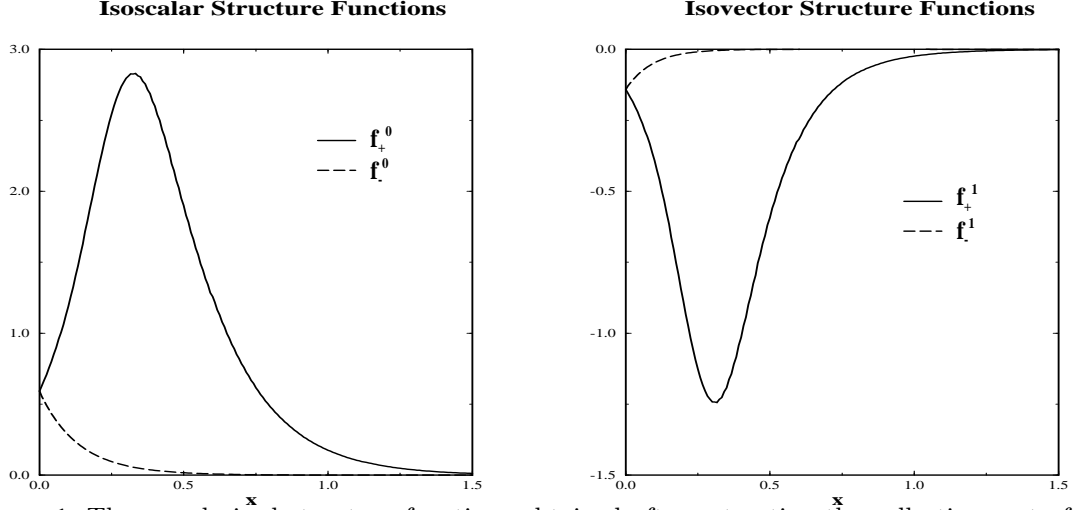 Isoscalar Structure Functions
3.0
2.0
1.0
0.0
0.0 0.5 1.0 1.5
x
f+0
f-0
Isovector Structure Functions
0.0
-0.5
-1.0
-1.5
0.0 0.5 1.0 1.5
x
f+1
f-1